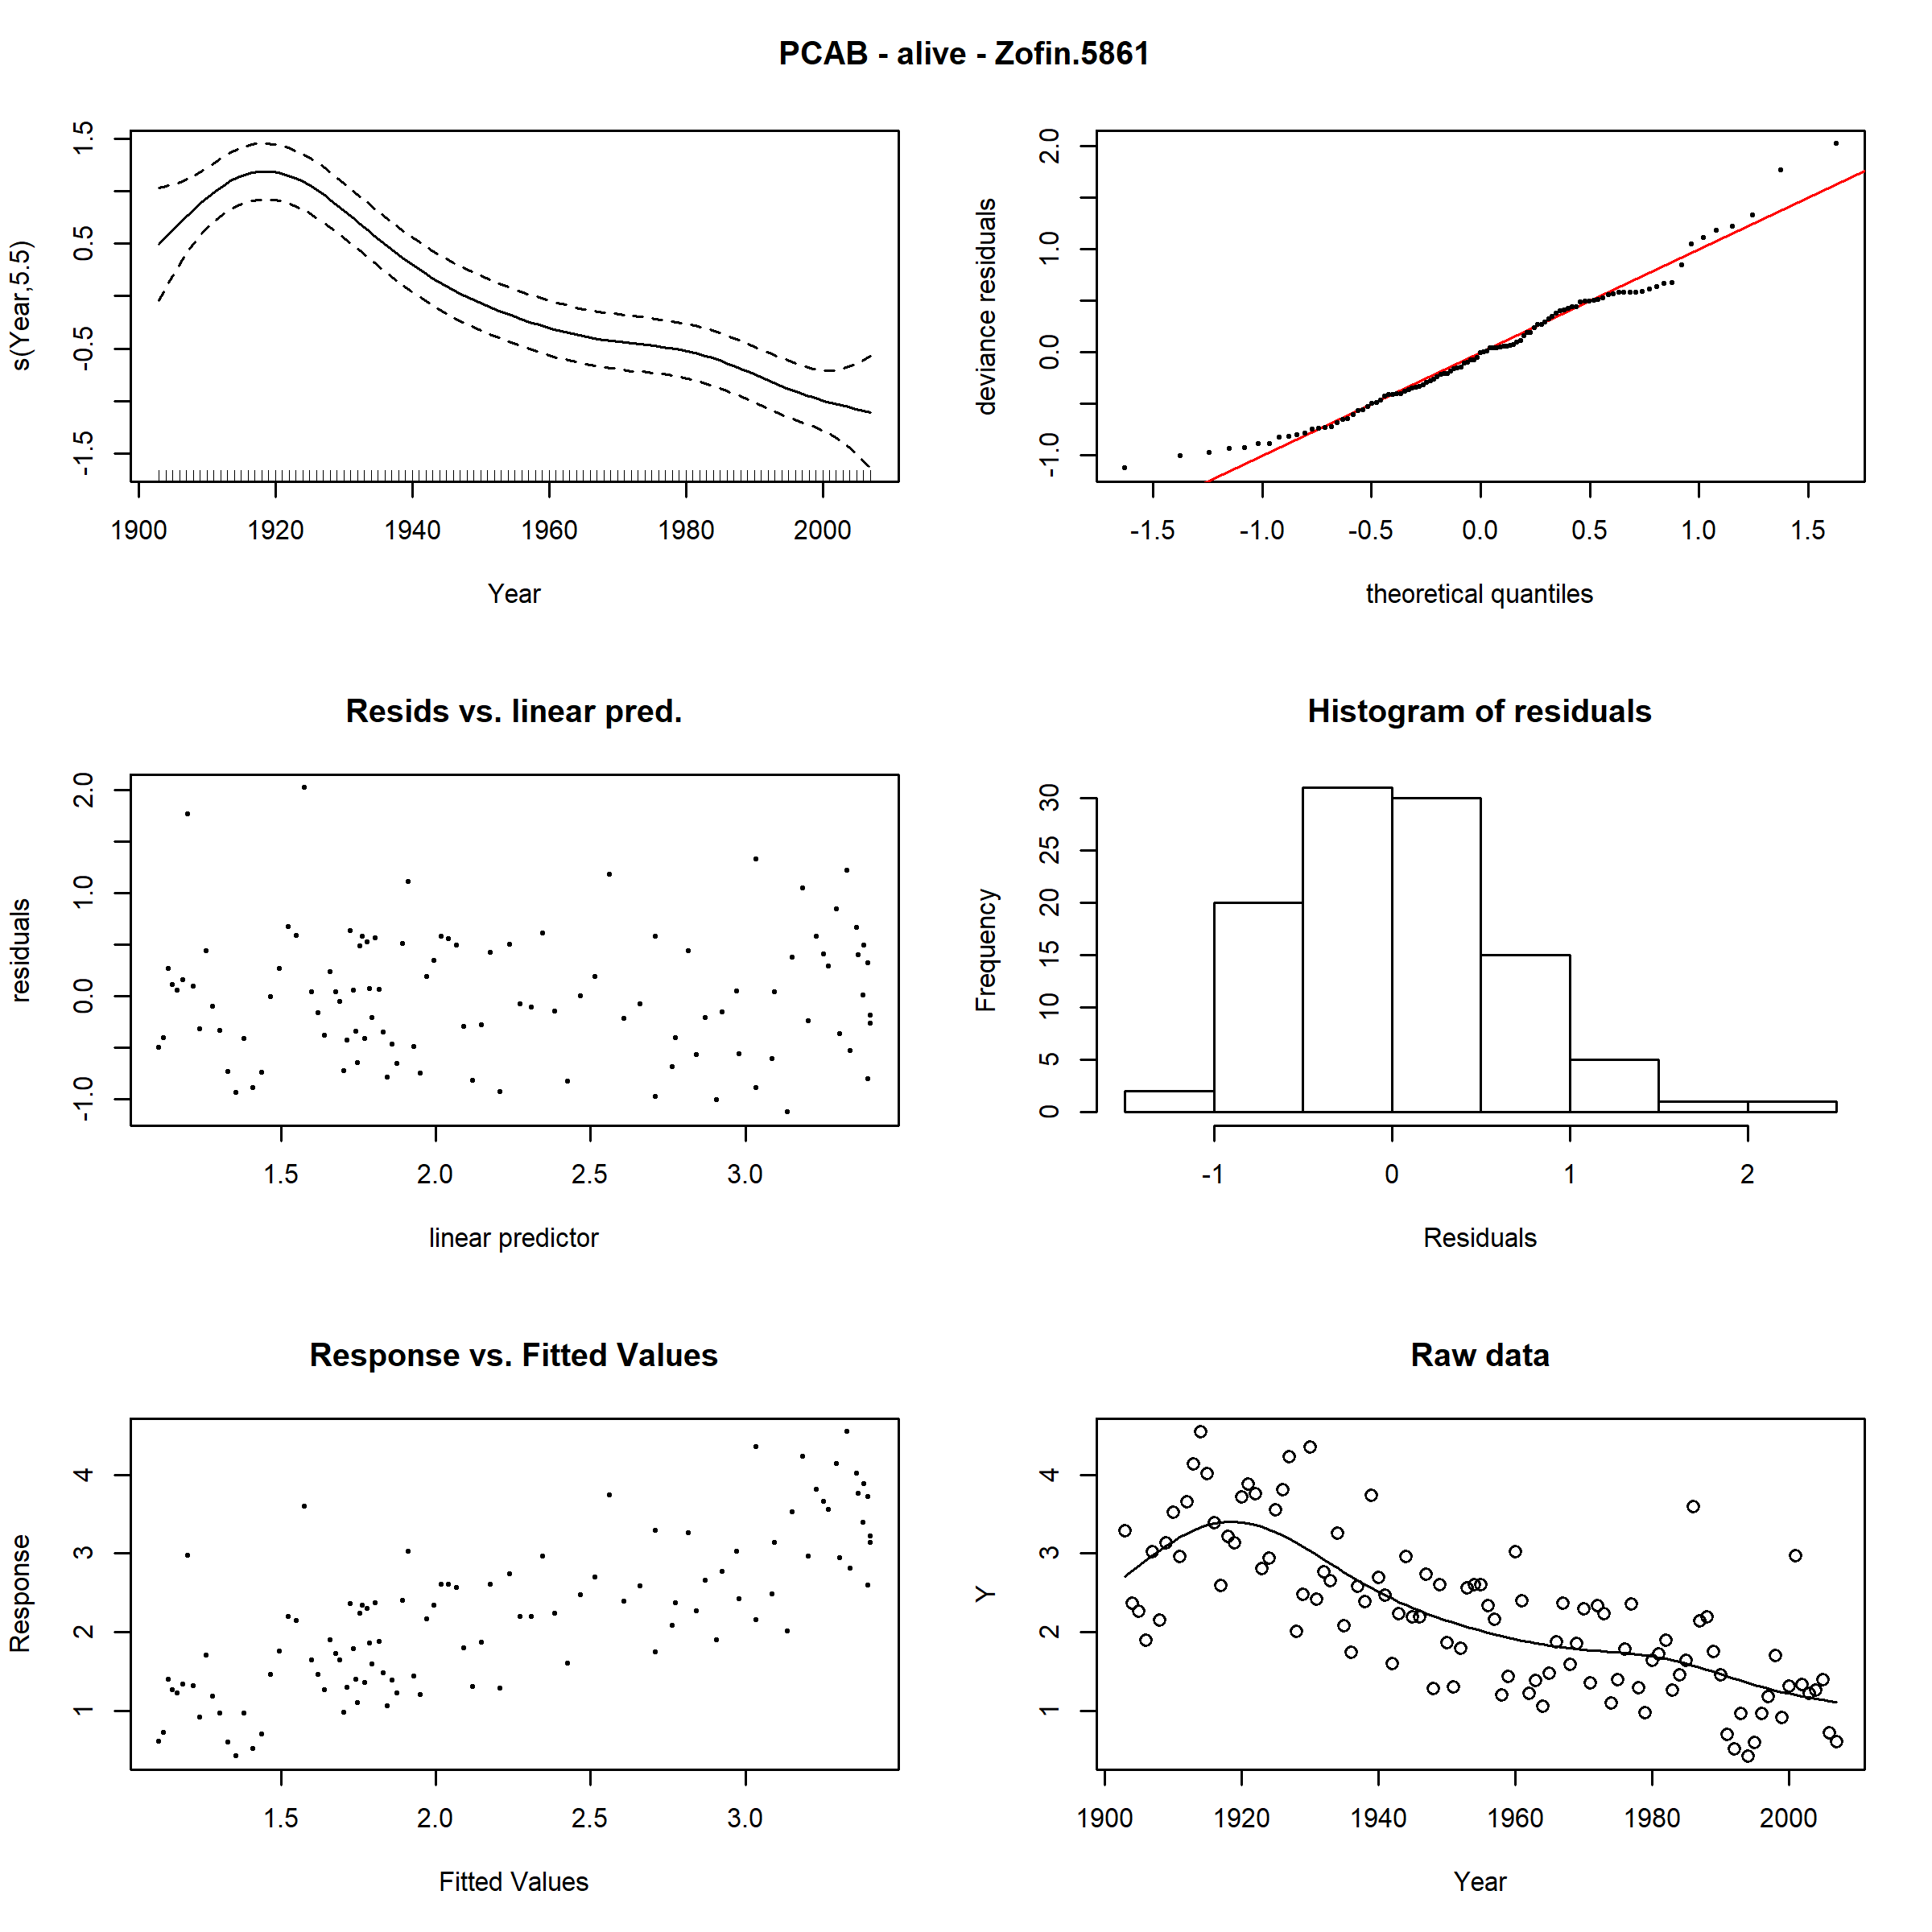 PCAB - alive - Zofin.5861
s(Year,5.5)
1.5
0.5
-0.5
-1.5
1900 1920 1940 1960 1980 2000
Year
deviance residuals
2.0
1.0
0.0
-1.0
-1.5 -1.0 -0.5 0.0 0.5 1.0 1.5
theoretical quantiles
Resids vs. linear pred.
residuals
2.0
1.0
0.0
-1.0
1.5 2.0 2.5 3.0
linear predictor
Histogram of residuals
Frequency
30
25
20
15
10
5
0
-1 0 1 2
Residuals
Response vs. Fitted Values
Response
4
3
2
1
1.5 2.0 2.5 3.0
Fitted Values
Raw data
Y
4
3
2
1
1900 1920 1940 1960 1980 2000
Year